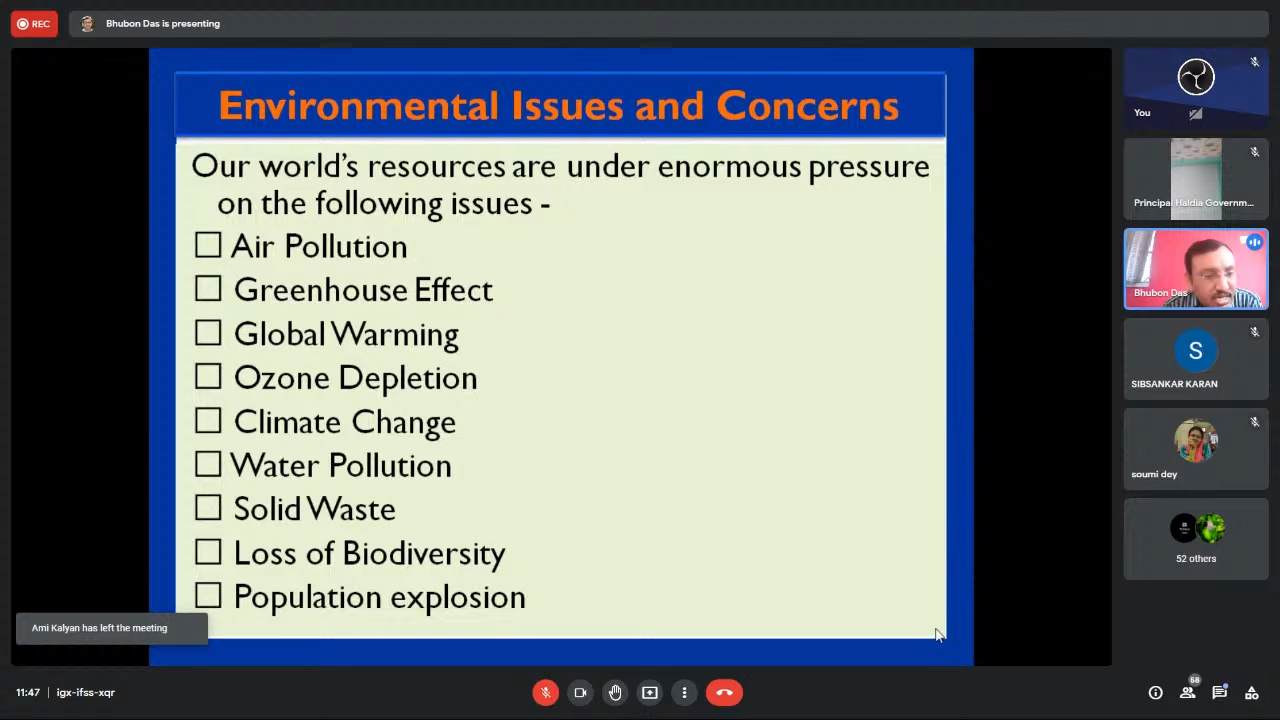 REC
Bhubon Das is presenting
Environmental Issues and Concerns
Our world's resources are under enormous pressure
on the following issues -
Air Pollution
Greenhouse Effect
Global Warming
Ozone Depletion
Climate Change
Water Pollution
Solid Waste
Loss of Biodiversity
Population explosion
You
Principal Haldia Governm...
Bhubon Das
S
SIBSANKAR KARAN
soumi dey
52 others
Ami Kalyan has left the meeting
11:47 | igx-ifss-xqr
58